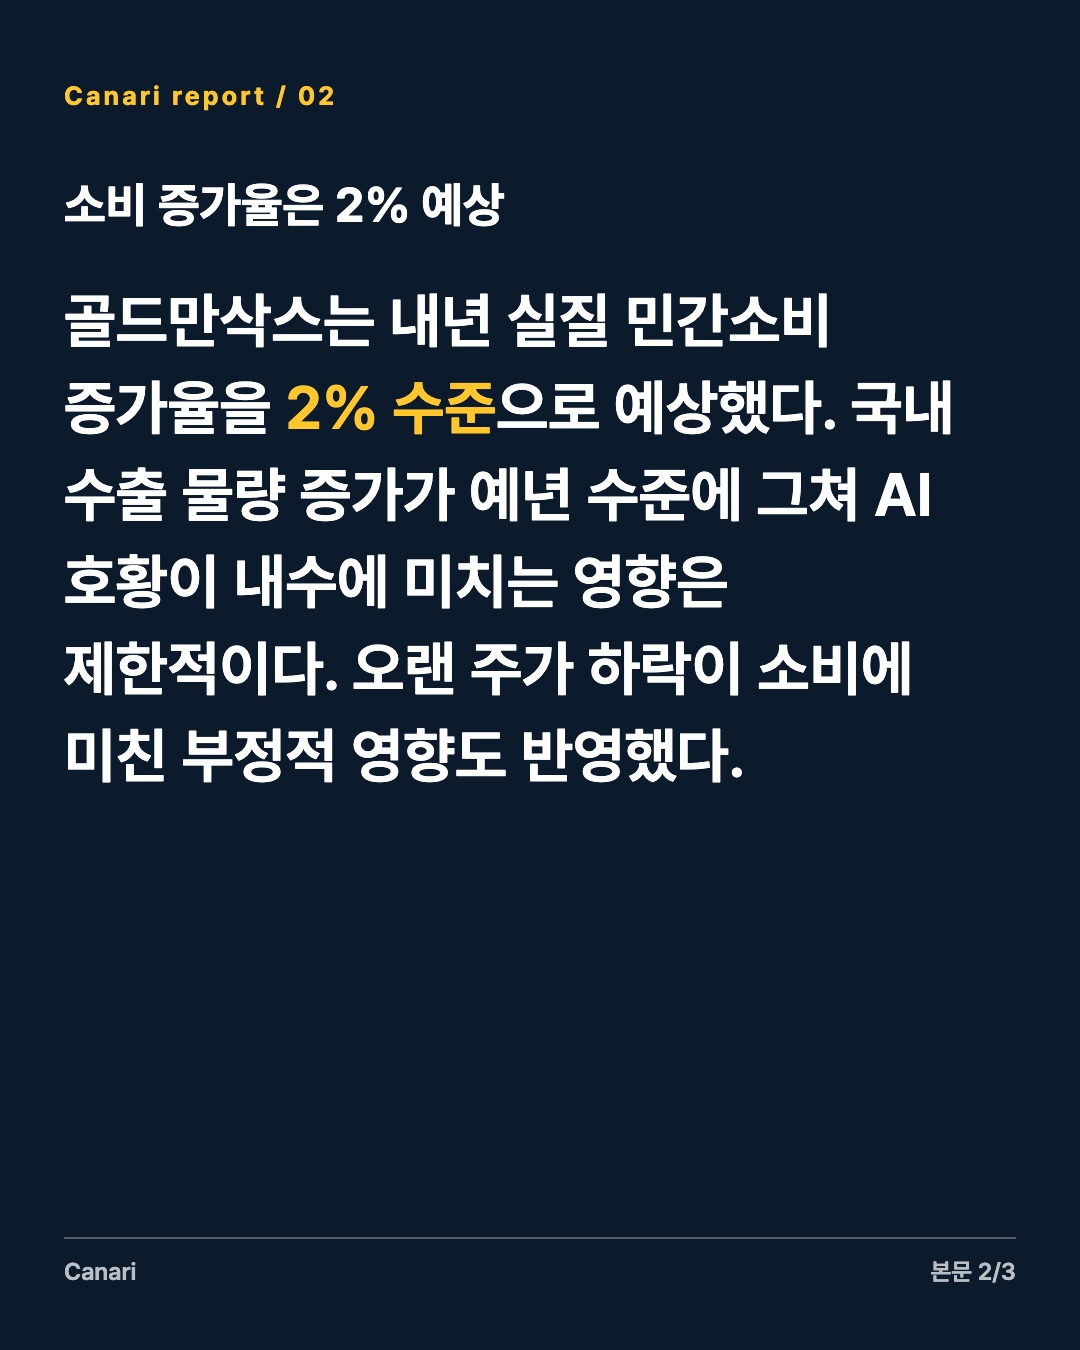 Canari report / 02
소비 증가율은 2% 예상
골드만삭스는 내년 실질 민간소비
증가율을 2% 수준으로 예상했다. 국내
수출 물량 증가가 예년 수준에 그쳐 AI
호황이 내수에 미치는 영향은
제한적이다. 오랜 주가 하락이 소비에
미친 부정적 영향도 반영했다.
Canari
본문 2/3